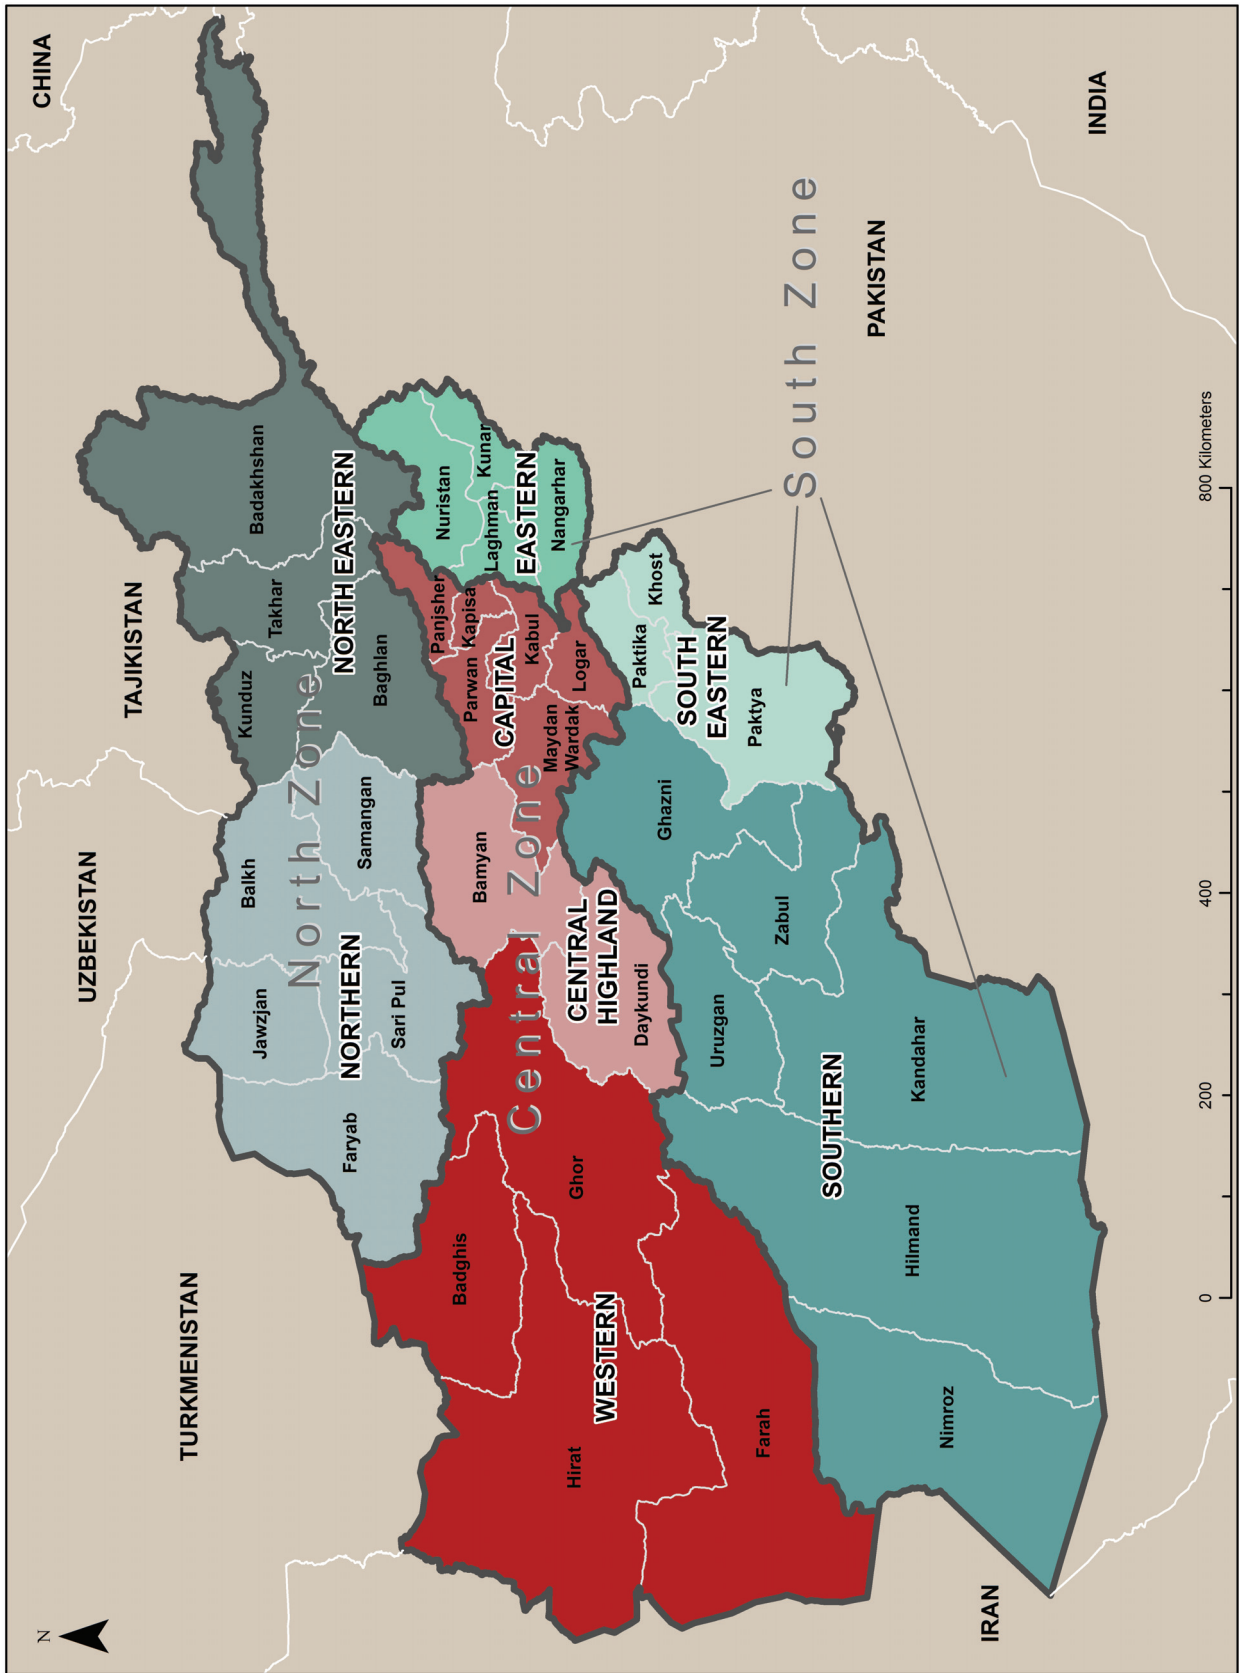 N
CHINA
TAJIKISTAN
UZBEKISTAN
TURKMENISTAN
Badakhshan
Takhar
Kunduz
NORTH EASTERN
Baghlan
North Zone
Balkh
Samangan
Jawzjan
NORTHERN
Sari Pul
Faryab
Nuristan
Kunar
Laghman
EASTERN
Nangarhar
Panjsher
Kapisa
Parwan
CAPITAL
Kabul
Logar
Maydan
Wardak
Bamyan
Central Zone
CENTRAL
HIGHLAND
Daykundi
Badghis
Ghor
WESTERN
Hirat
Farah
Khost
Paktika
SOUTH
EASTERN
Paktya
Ghazni
Zabul
Uruzgan
SOUTHERN
Kandahar
Hilmand
Nimroz
South Zone
PAKISTAN
INDIA
IRAN
0
200
400
800 Kilometers